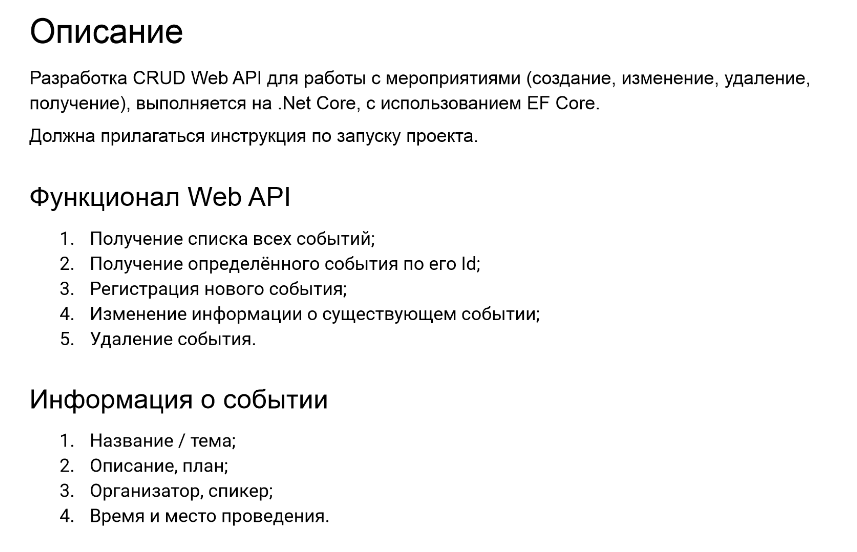 Описание
Разработка CRUD Web API для работы с мероприятиями (создание, изменение, удаление,
получение), выполняется на .Net Core, с использованием EF Core.
Должна прилагаться инструкция по запуску проекта.
Функционал Web API
1. Получение списка всех событий;
2. Получение определённого события по его Id;
3. Регистрация нового события;
4. Изменение информации о существующем событии;
5. Удаление события.
Информация о событии
1. Название / тема;
2. Описание, план;
3. Организатор, спикер;
4. Время и место проведения.